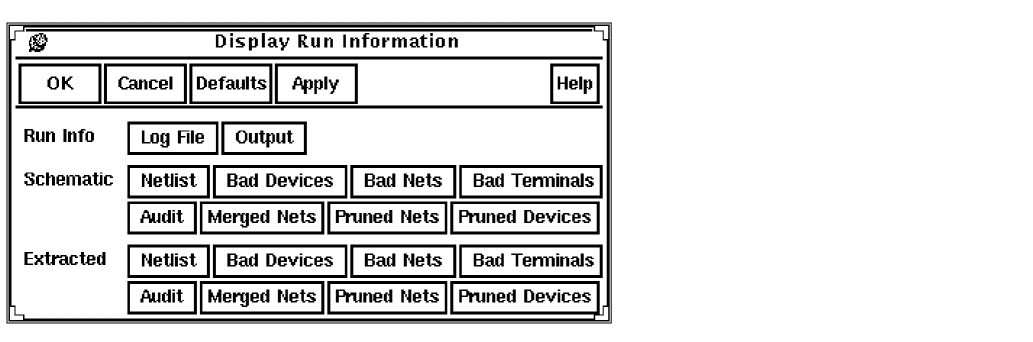 Display Run Information
OK Cancel Defaults Apply Help
Run Info Log File Output
Schematic Netlist Bad Devices Bad Nets Bad Terminals
Audit Merged Nets Pruned Nets Pruned Devices
Extracted Netlist Bad Devices Bad Nets Bad Terminals
Audit Merged Nets Pruned Nets Pruned Devices